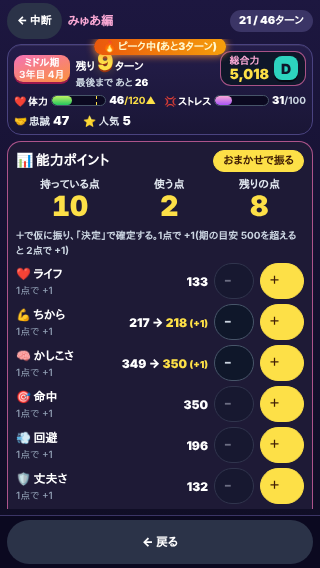 ← 中断
みゅあ編
21 / 46ターン
🔥 ピーク中(あと3ターン)
ミドル期
3年目 4月
残り 9 ターン
最後まで あと 26
総合力
5,018
D
❤️ 体力 46/120▲
💢 ストレス 31/100
🤝 忠誠 47 ⭐ 人気 5
📊 能力ポイント
おまかせで振る
持っている点 使う点 残りの点
10 2 8
＋で仮に振り、「決定」で確定する。1点で +1(期の目安 500を超える
と 2点で +1)
❤️ ライフ
1点で +1
133 − +
💪 ちから
1点で +1
217 → 218 (+1) − +
🧠 かしこさ
1点で +1
349 → 350 (+1) − +
🎯 命中
1点で +1
350 − +
💨 回避
1点で +1
196 − +
🛡️ 丈夫さ
1点で +1
132 − +
← 戻る